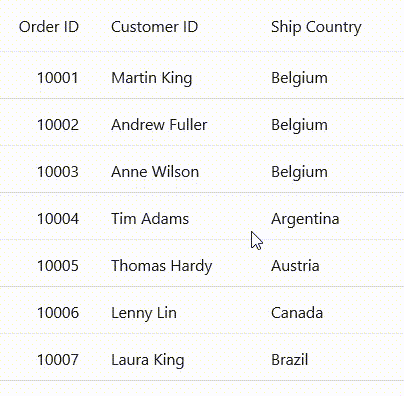 Order ID Customer ID Ship Country
10001 Martin King Belgium
10002 Andrew Fuller Belgium
10003 Anne Wilson Belgium
10004 Tim Adams Argentina
10005 Thomas Hardy Austria
10006 Lenny Lin Canada
10007 Laura King Brazil